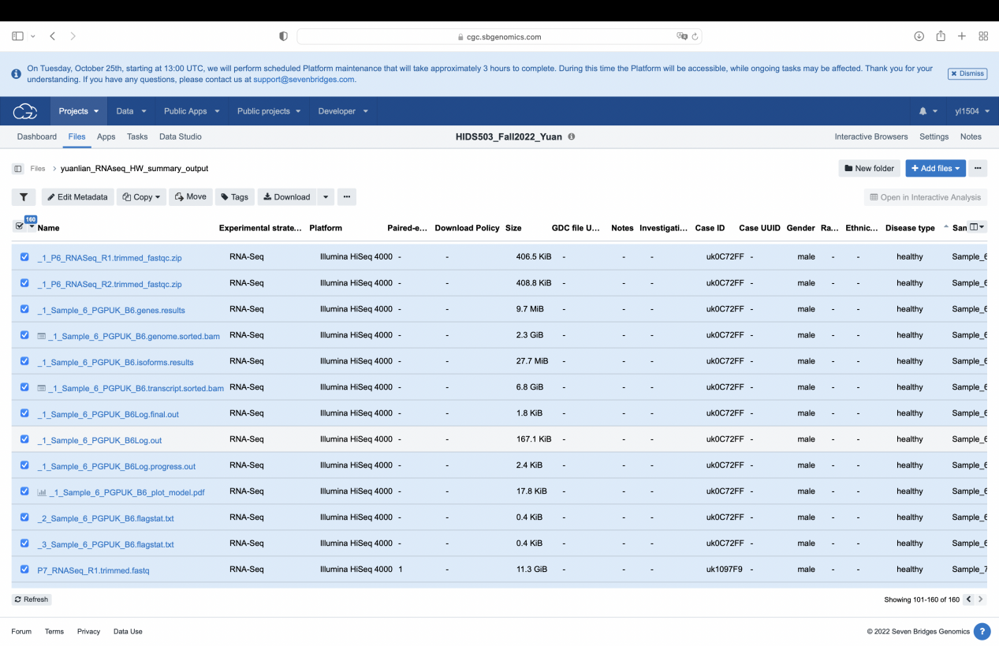 cgc.sbgenomics.com
On Tuesday, October 25th, starting at 13:00 UTC, we will perform scheduled Platform maintenance that will take approximately 3 hours to complete. During this time the Platform will be accessible, while ongoing tasks may be affected. Thank you for your
understanding. If you have any questions, please contact us at support@sevenbridges.com.
Dismiss
Projects Data Public Apps Public projects Developer yl1504
Dashboard Files Apps Tasks Data Studio HIDS503_Fall2022_Yuan Interactive Browsers Settings Notes
Files > yuanlian_RNAseq_HW_summary_output New folder + Add files ...
Edit Metadata Copy Move Tags Download ... Open in Interactive Analysis
160
Name Experimental strate... Platform Paired-e... Download Policy Size GDC file U... Notes Investigati... Case ID Case UUID Gender Ra... Ethnic... Disease type San
_1_P6_RNASeq_R1.trimmed_fastqc.zip RNA-Seq Illumina HiSeq 4000 - - 406.5 KiB - - - uk0C72FF - male - - healthy Sample_6
_1_P6_RNASeq_R2.trimmed_fastqc.zip RNA-Seq Illumina HiSeq 4000 - - 408.8 KiB - - - uk0C72FF - male - - healthy Sample_6
_1_Sample_6_PGPUK_B6.genes.results RNA-Seq Illumina HiSeq 4000 - - 9.7 MiB - - - uk0C72FF - male - - healthy Sample_6
_1_Sample_6_PGPUK_B6.genome.sorted.bam RNA-Seq Illumina HiSeq 4000 - - 2.3 GiB - - - uk0C72FF - male - - healthy Sample_6
_1_Sample_6_PGPUK_B6.isoforms.results RNA-Seq Illumina HiSeq 4000 - - 27.7 MiB - - - uk0C72FF - male - - healthy Sample_6
_1_Sample_6_PGPUK_B6.transcript.sorted.bam RNA-Seq Illumina HiSeq 4000 - - 6.8 GiB - - - uk0C72FF - male - - healthy Sample_6
_1_Sample_6_PGPUK_B6Log.final.out RNA-Seq Illumina HiSeq 4000 - - 1.8 KiB - - - uk0C72FF - male - - healthy Sample_6
_1_Sample_6_PGPUK_B6Log.out RNA-Seq Illumina HiSeq 4000 - - 167.1 KiB - - - uk0C72FF - male - - healthy Sample_6
_1_Sample_6_PGPUK_B6Log.progress.out RNA-Seq Illumina HiSeq 4000 - - 2.4 KiB - - - uk0C72FF - male - - healthy Sample_6
_1_Sample_6_PGPUK_B6_plot_model.pdf RNA-Seq Illumina HiSeq 4000 - - 17.8 KiB - - - uk0C72FF - male - - healthy Sample_6
_2_Sample_6_PGPUK_B6.flagstat.txt RNA-Seq Illumina HiSeq 4000 - - 0.4 KiB - - - uk0C72FF - male - - healthy Sample_6
_3_Sample_6_PGPUK_B6.flagstat.txt RNA-Seq Illumina HiSeq 4000 - - 0.4 KiB - - - uk0C72FF - male - - healthy Sample_6
P7_RNASeq_R1.trimmed.fastq RNA-Seq Illumina HiSeq 4000 1 - 11.3 GiB - - - uk1097F9 - male - - healthy Sample_7
Refresh Showing 101-160 of 160
Forum Terms Privacy Data Use © 2022 Seven Bridges Genomics ?